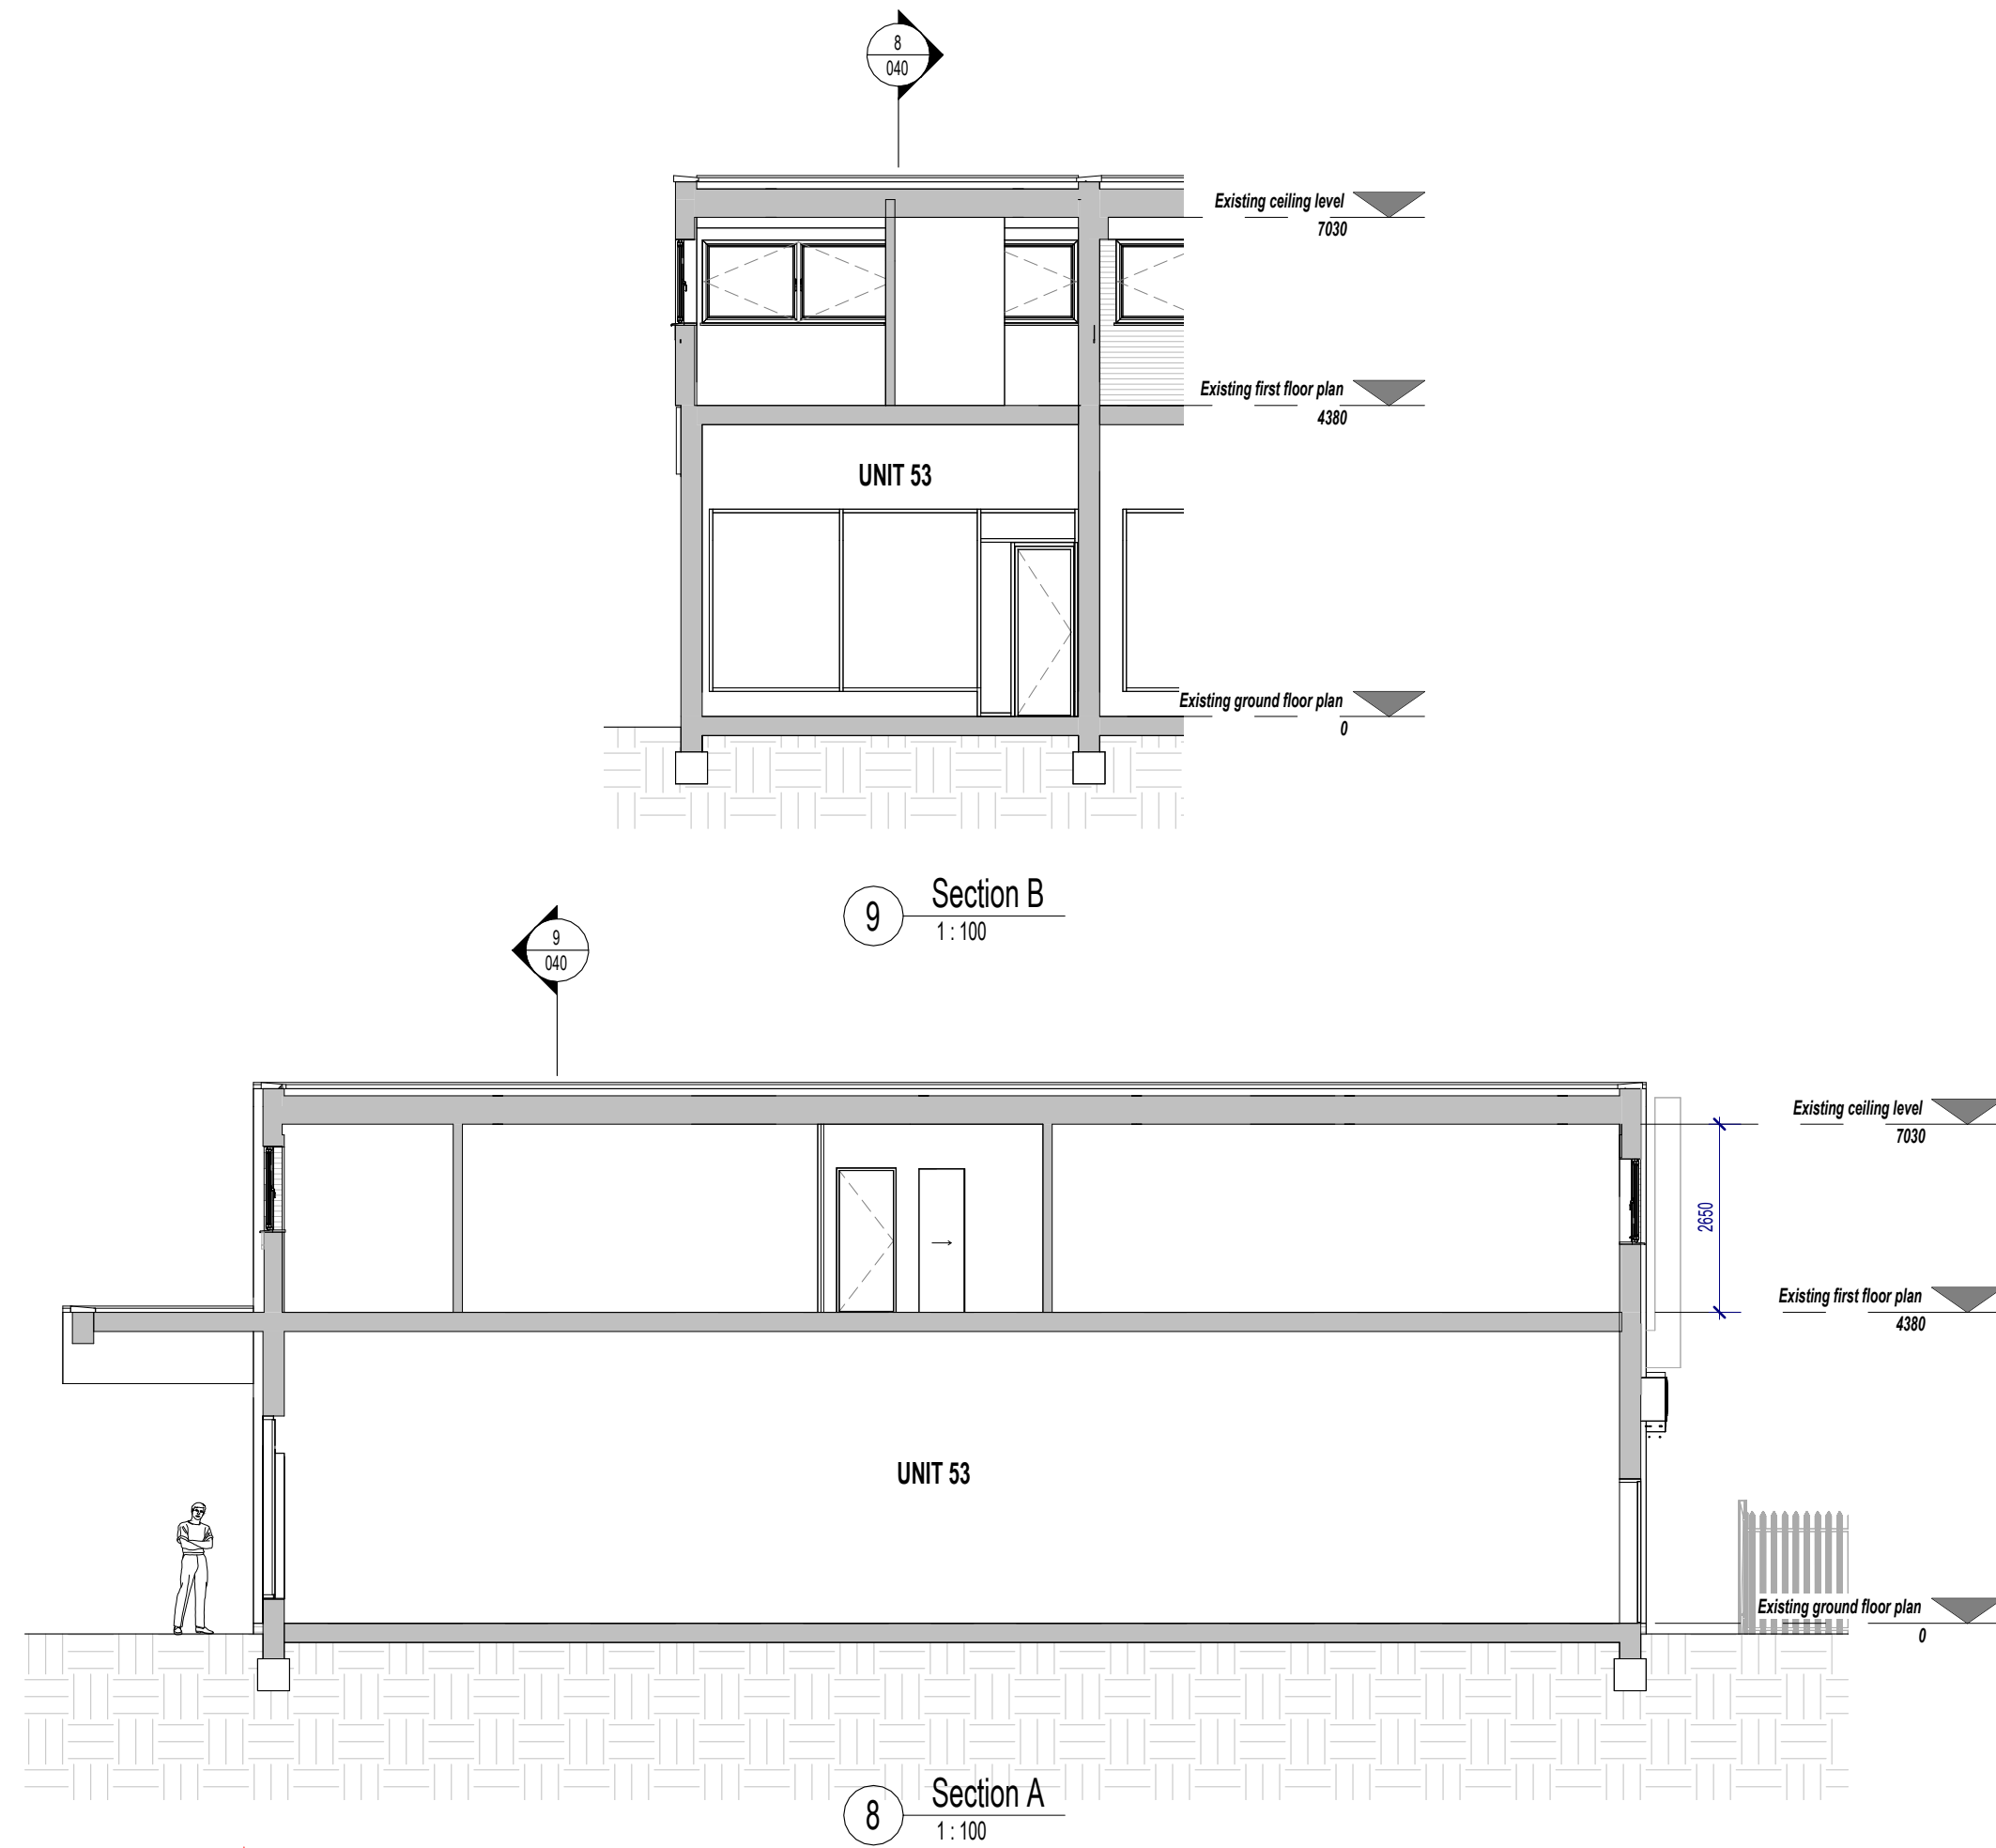 8
040
Existing ceiling level
7030
Existing first floor plan
4380
UNIT 53
Existing ground floor plan
0
9
Section B
1 : 100
9
040
Existing ceiling level
7030
2650
Existing first floor plan
4380
UNIT 53
Existing ground floor plan
0
8
Section A
1 : 100